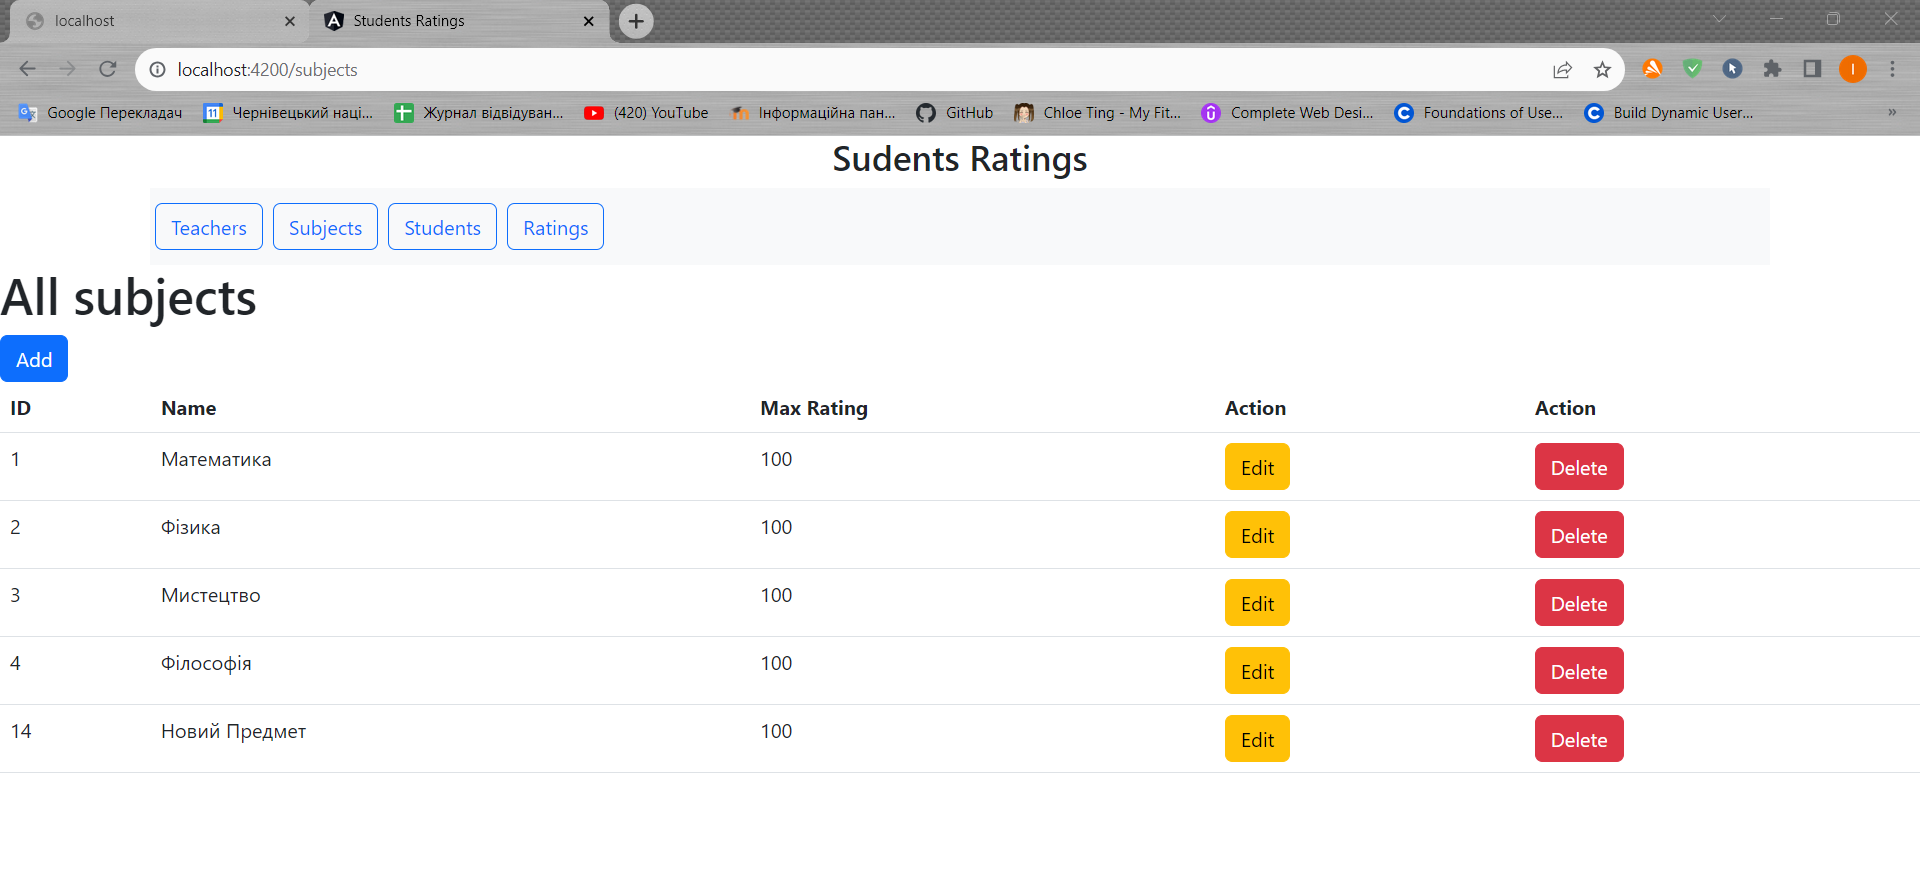 localhost
Students Ratings
localhost:4200/subjects
Google Перекладач
Чернівецький наці...
Журнал відвідуван...
(420) YouTube
Інформаційна пан...
GitHub
Chloe Ting - My Fit...
Complete Web Desi...
Foundations of Use...
Build Dynamic User...
Sudents Ratings
Teachers Subjects Students Ratings
All subjects
Add
ID Name Max Rating Action Action
1 Математика 100 Edit Delete
2 Фізика 100 Edit Delete
3 Мистецтво 100 Edit Delete
4 Філософія 100 Edit Delete
14 Новий Предмет 100 Edit Delete